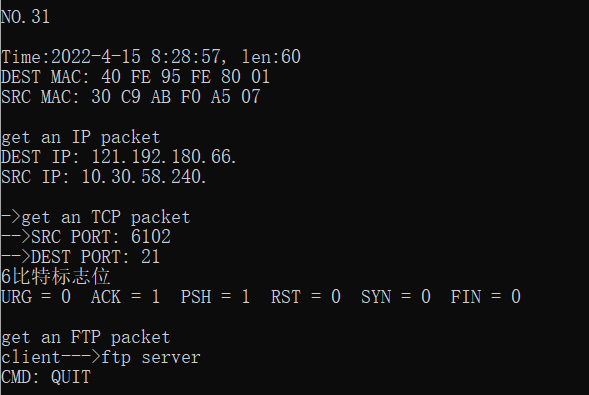 NO.31
Time:2022-4-15 8:28:57, len:60
DEST MAC: 40 FE 95 FE 80 01
SRC MAC: 30 C9 AB F0 A5 07
get an IP packet
DEST IP: 121.192.180.66.
SRC IP: 10.30.58.240.
->get an TCP packet
-->SRC PORT: 6102
-->DEST PORT: 21
6比特标志位
URG = 0  ACK = 1  PSH = 1  RST = 0  SYN = 0  FIN = 0
get an FTP packet
client--->ftp server
CMD: QUIT